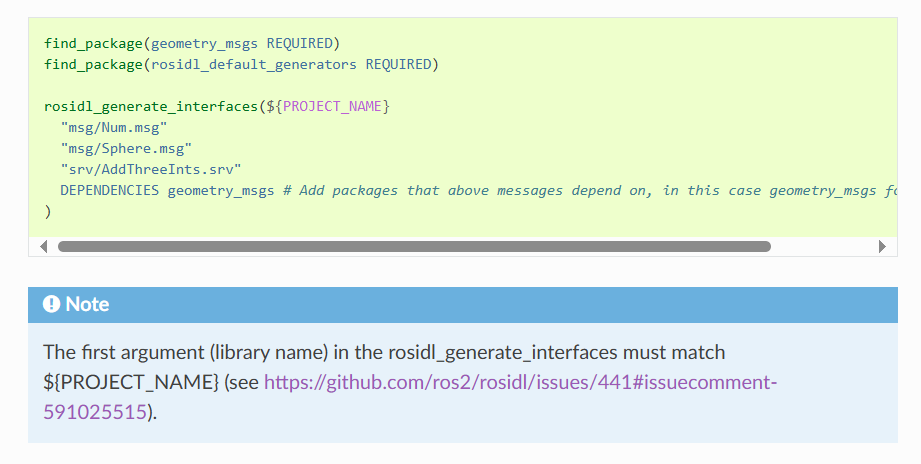 find_package(geometry_msgs REQUIRED)
find_package(rosidl_default_generators REQUIRED)
rosidl_generate_interfaces(${PROJECT_NAME}
"msg/Num.msg"
"msg/Sphere.msg"
"srv/AddThreeInts.srv"
DEPENDENCIES geometry_msgs # Add packages that above messages depend on, in this case geometry_msgs
)
Note
The first argument (library name) in the rosidl_generate_interfaces must match
${PROJECT_NAME} (see https://github.com/ros2/rosidl/issues/441#issuecomment-
591025515).